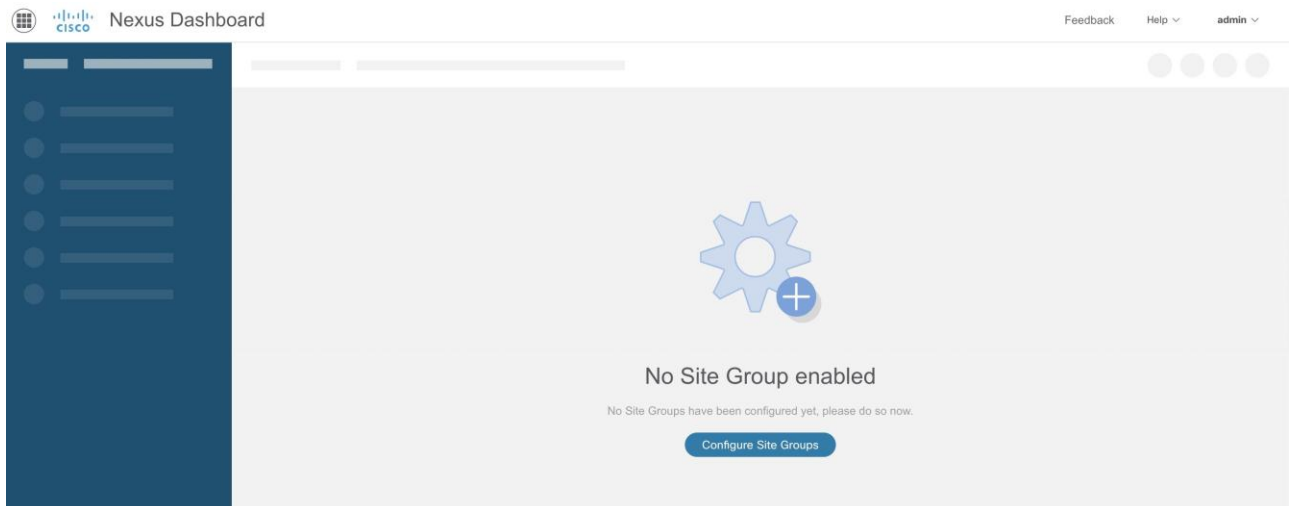 CISCO Nexus Dashboard Feedback Help admin
No Site Group enabled
No Site Groups have been configured yet, please do so now.
Configure Site Groups